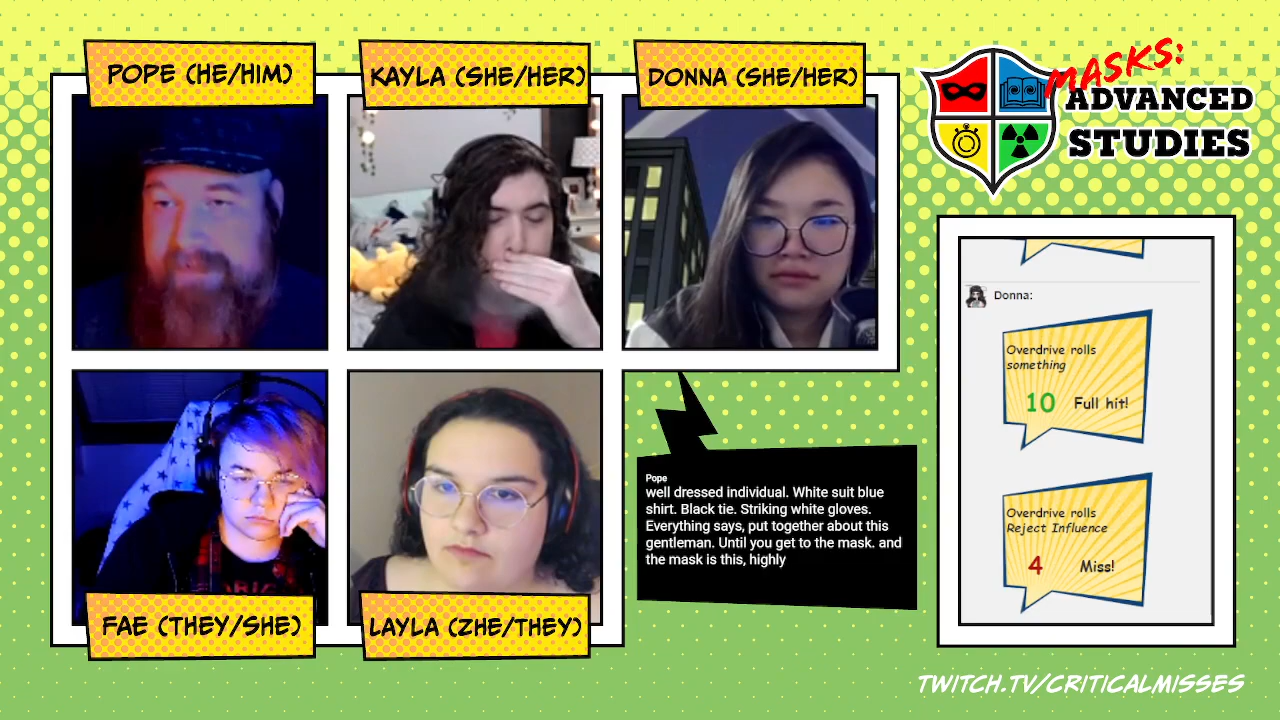 POPE (HE/HIM)
KAYLA (SHE/HER)
DONNA (SHE/HER)
MASKS:
ADVANCED
STUDIES
Donna:
Overdrive rolls
something
10 Full hit!
Overdrive rolls
Reject Influence
4 Miss!
Pope
well dressed individual. White suit blue
shirt. Black tie. Striking white gloves.
Everything says, put together about this
gentleman. Until you get to the mask. and
the mask is this, highly
FAE (THEY/SHE)
LAYLA (ZHE/THEY)
TWITCH.TV/CRITICALMISSES